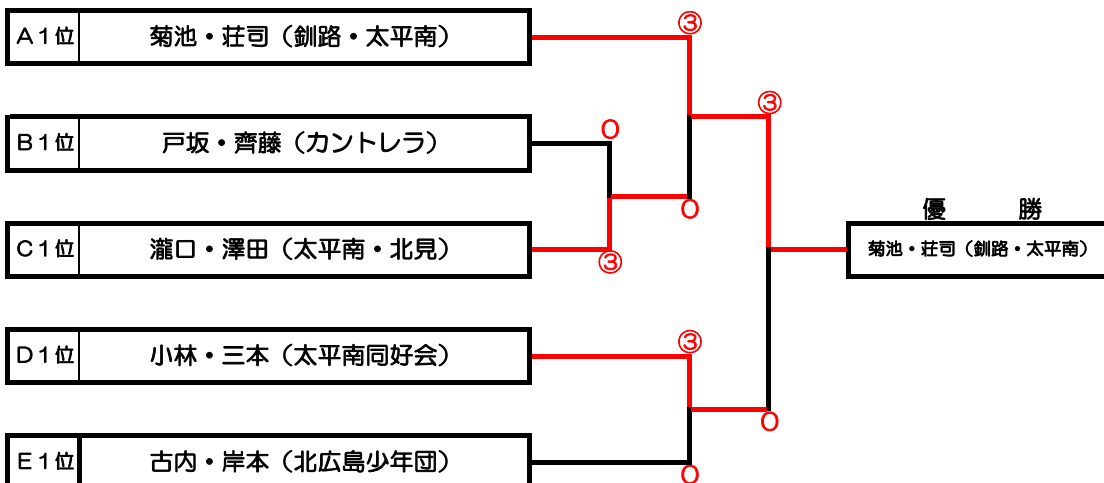 A1位 菊池・荘司（釧路・太平南）
③
③
B1位 戸坂・齊藤（カントレラ）
0
0
優 勝
菊池・荘司（釧路・太平南）
C1位 瀧口・澤田（太平南・北見）
③
D1位 小林・三本（太平南同好会）
③
0
E1位 古内・岸本（北広島少年団）
0